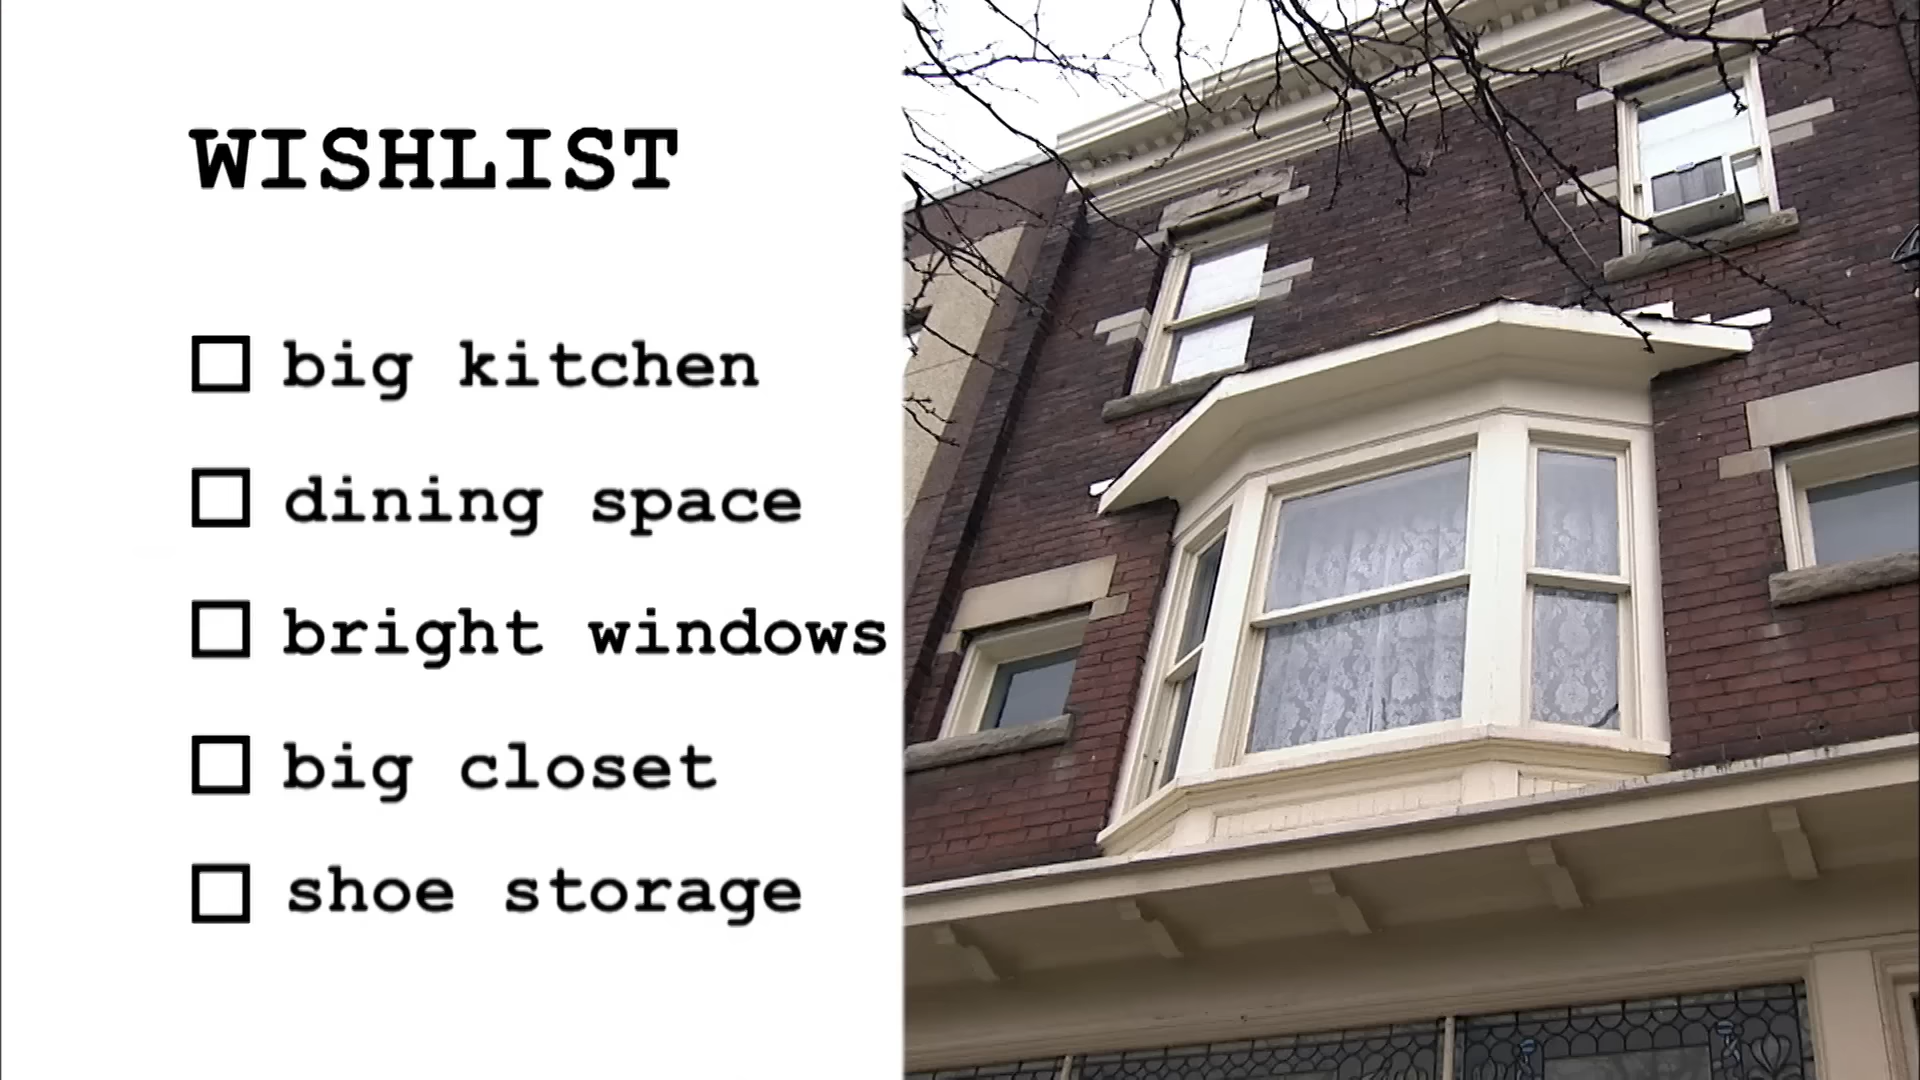 WISHLIST
big kitchen
dining space
bright windows
big closet
shoe storage